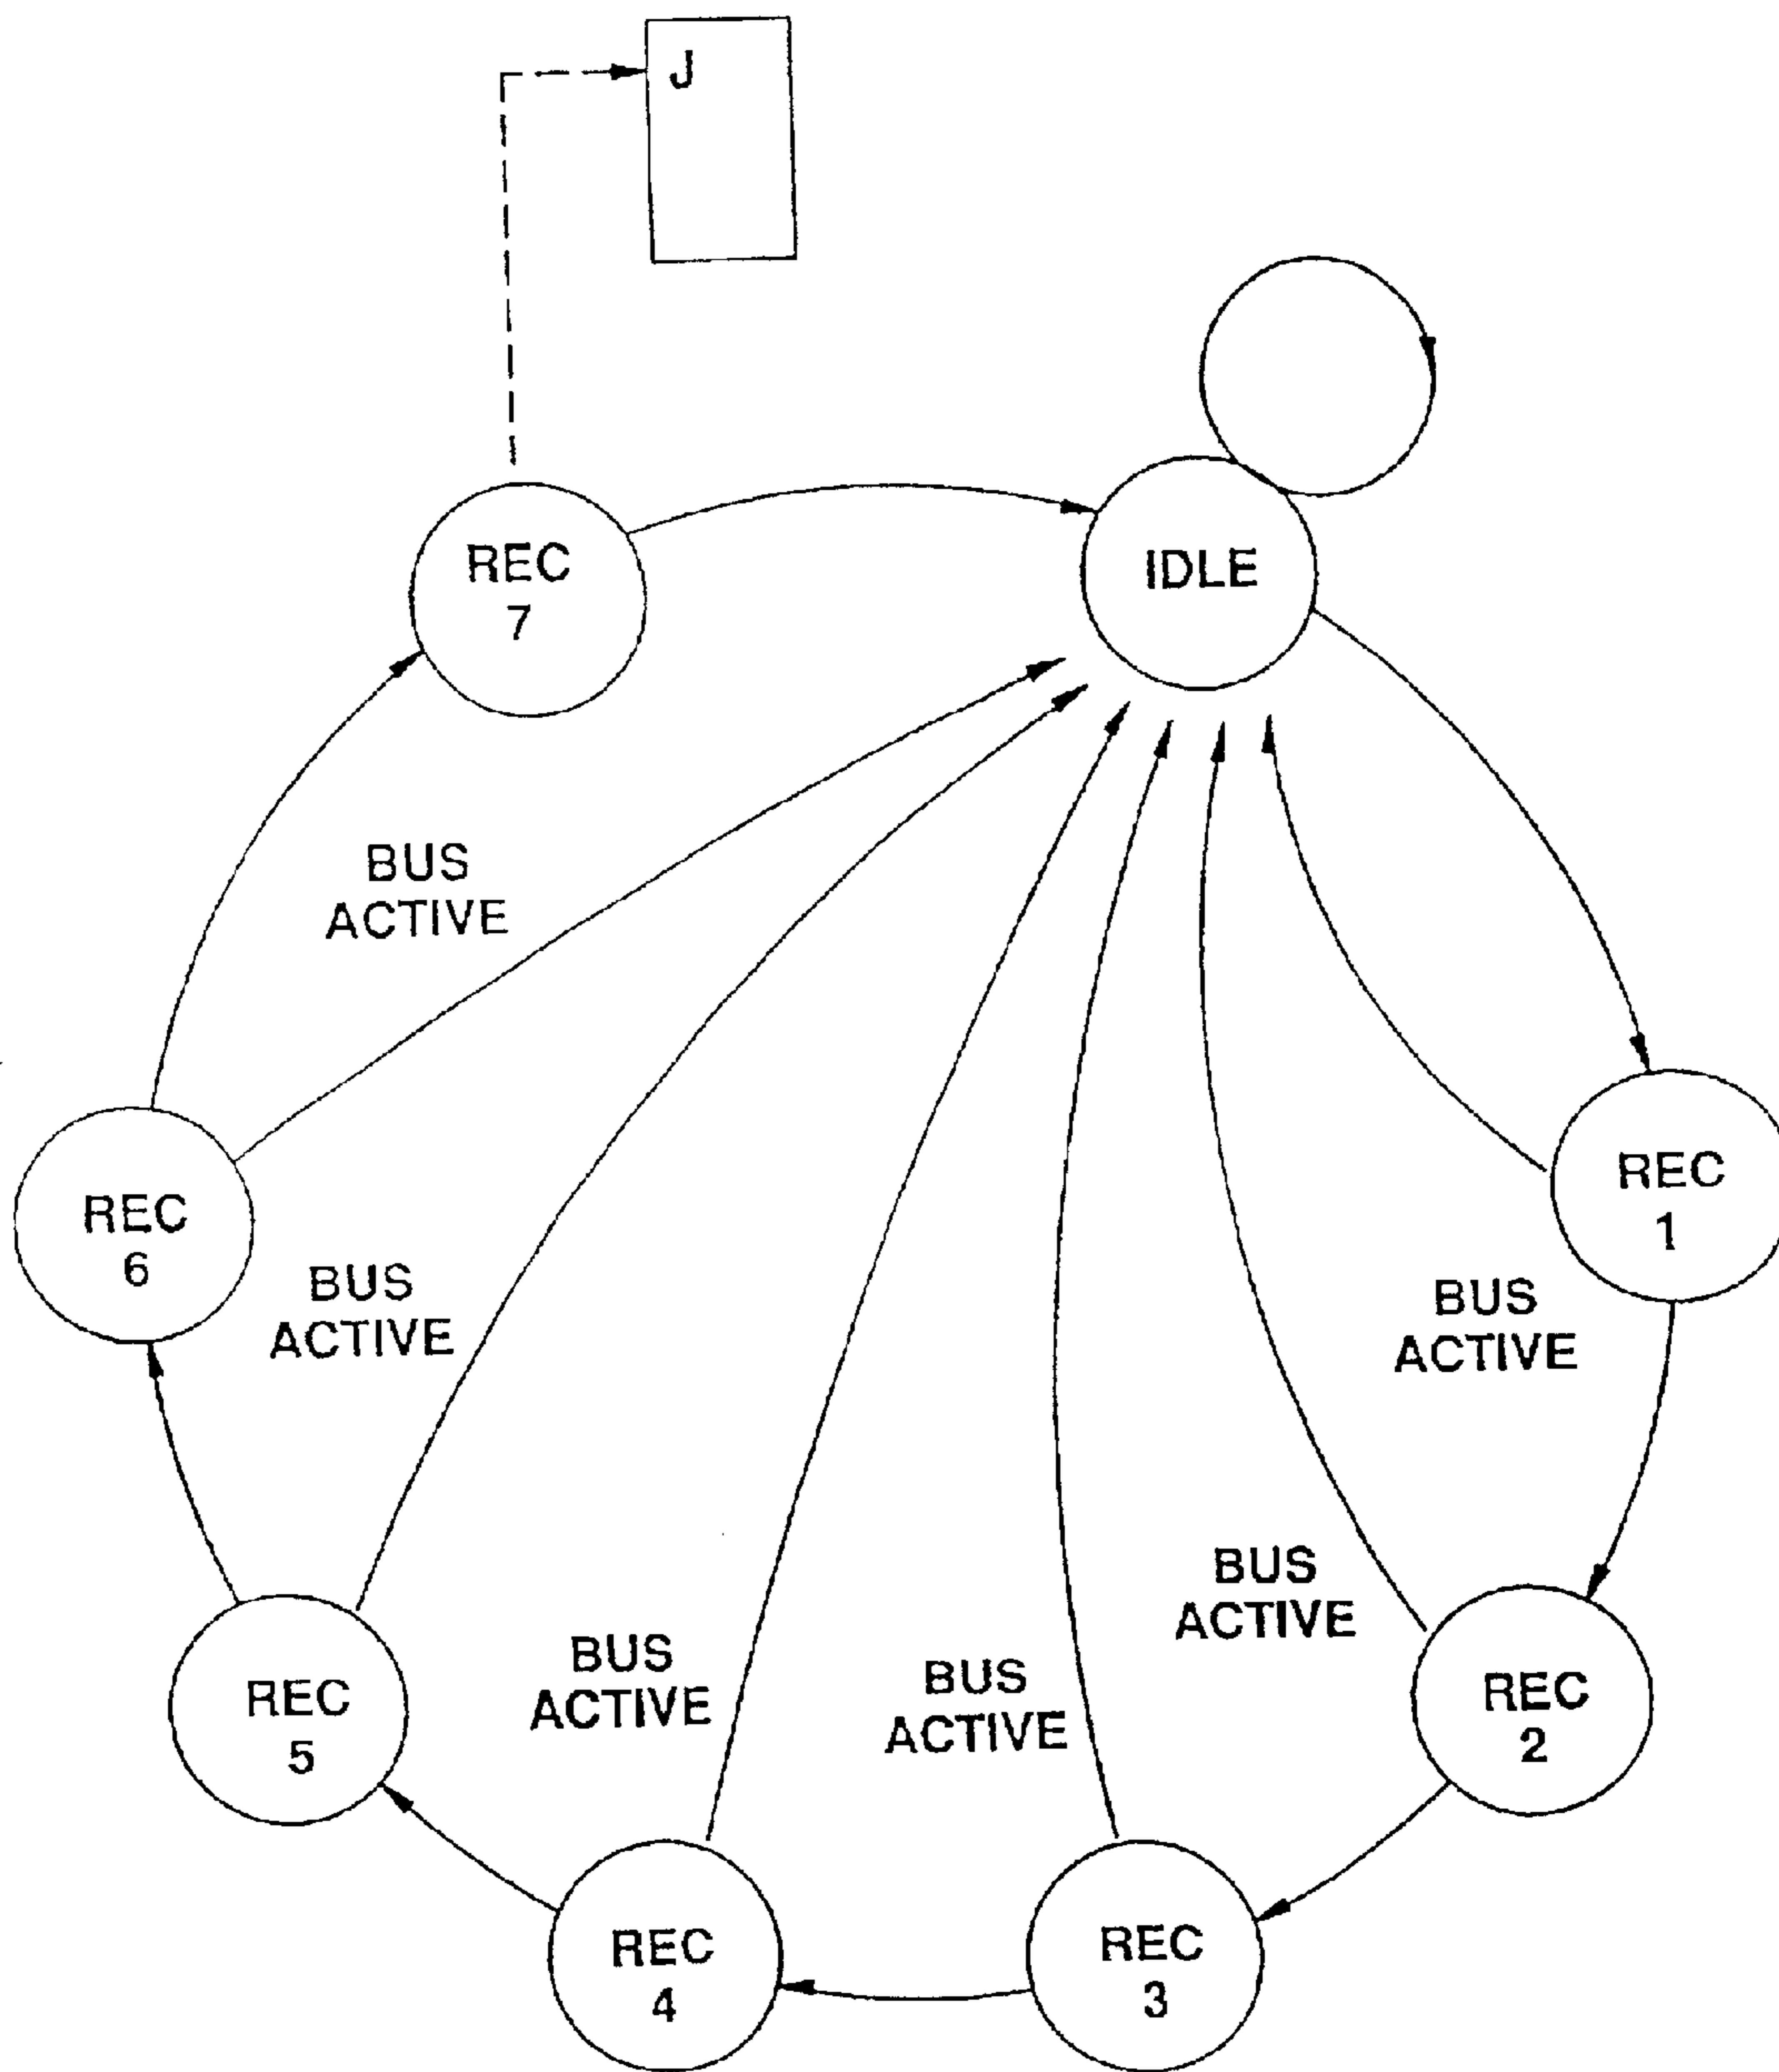 J
IDLE
REC
7
BUS
ACTIVE
REC
1
REC
6
BUS
ACTIVE
BUS
ACTIVE
BUS
ACTIVE
REC
2
BUS
ACTIVE
BUS
ACTIVE
REC
5
REC
4
REC
3